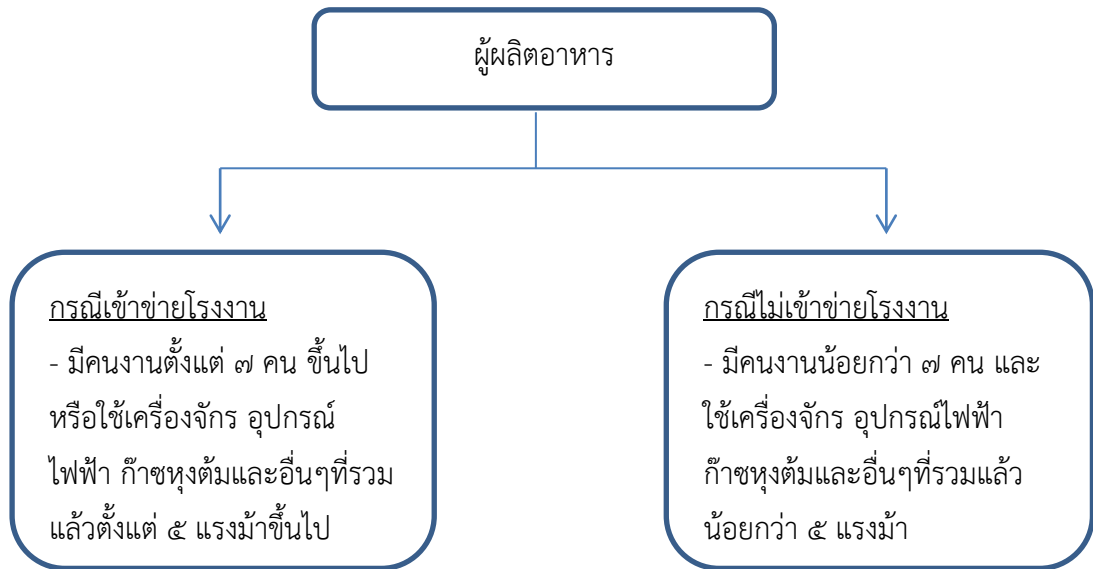 ผู้ผลิตอาหาร
กรณีเข้าข่ายโรงงาน
- มีคนงานตั้งแต่ ๗ คน ขึ้นไป
หรือใช้เครื่องจักร อุปกรณ์
ไฟฟ้า ก๊าซหุงต้มและอื่นๆที่รวม
แล้วตั้งแต่ ๕ แรงม้าขึ้นไป
กรณีไม่เข้าข่ายโรงงาน
- มีคนงานน้อยกว่า ๗ คน และ
ใช้เครื่องจักร อุปกรณ์ไฟฟ้า
ก๊าซหุงต้มและอื่นๆที่รวมแล้ว
น้อยกว่า ๕ แรงม้า